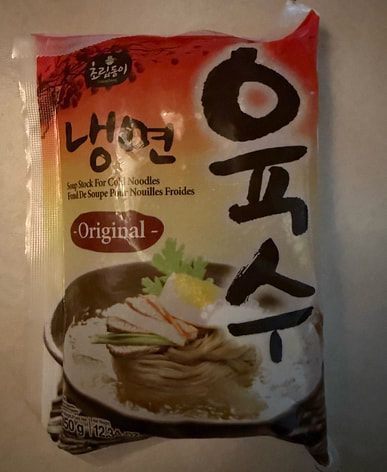 초립동이
냉면
육수
Soup Stock For Cold Noodles
Fond De Soupe Pour Nouilles Froides
- Original -
50 g